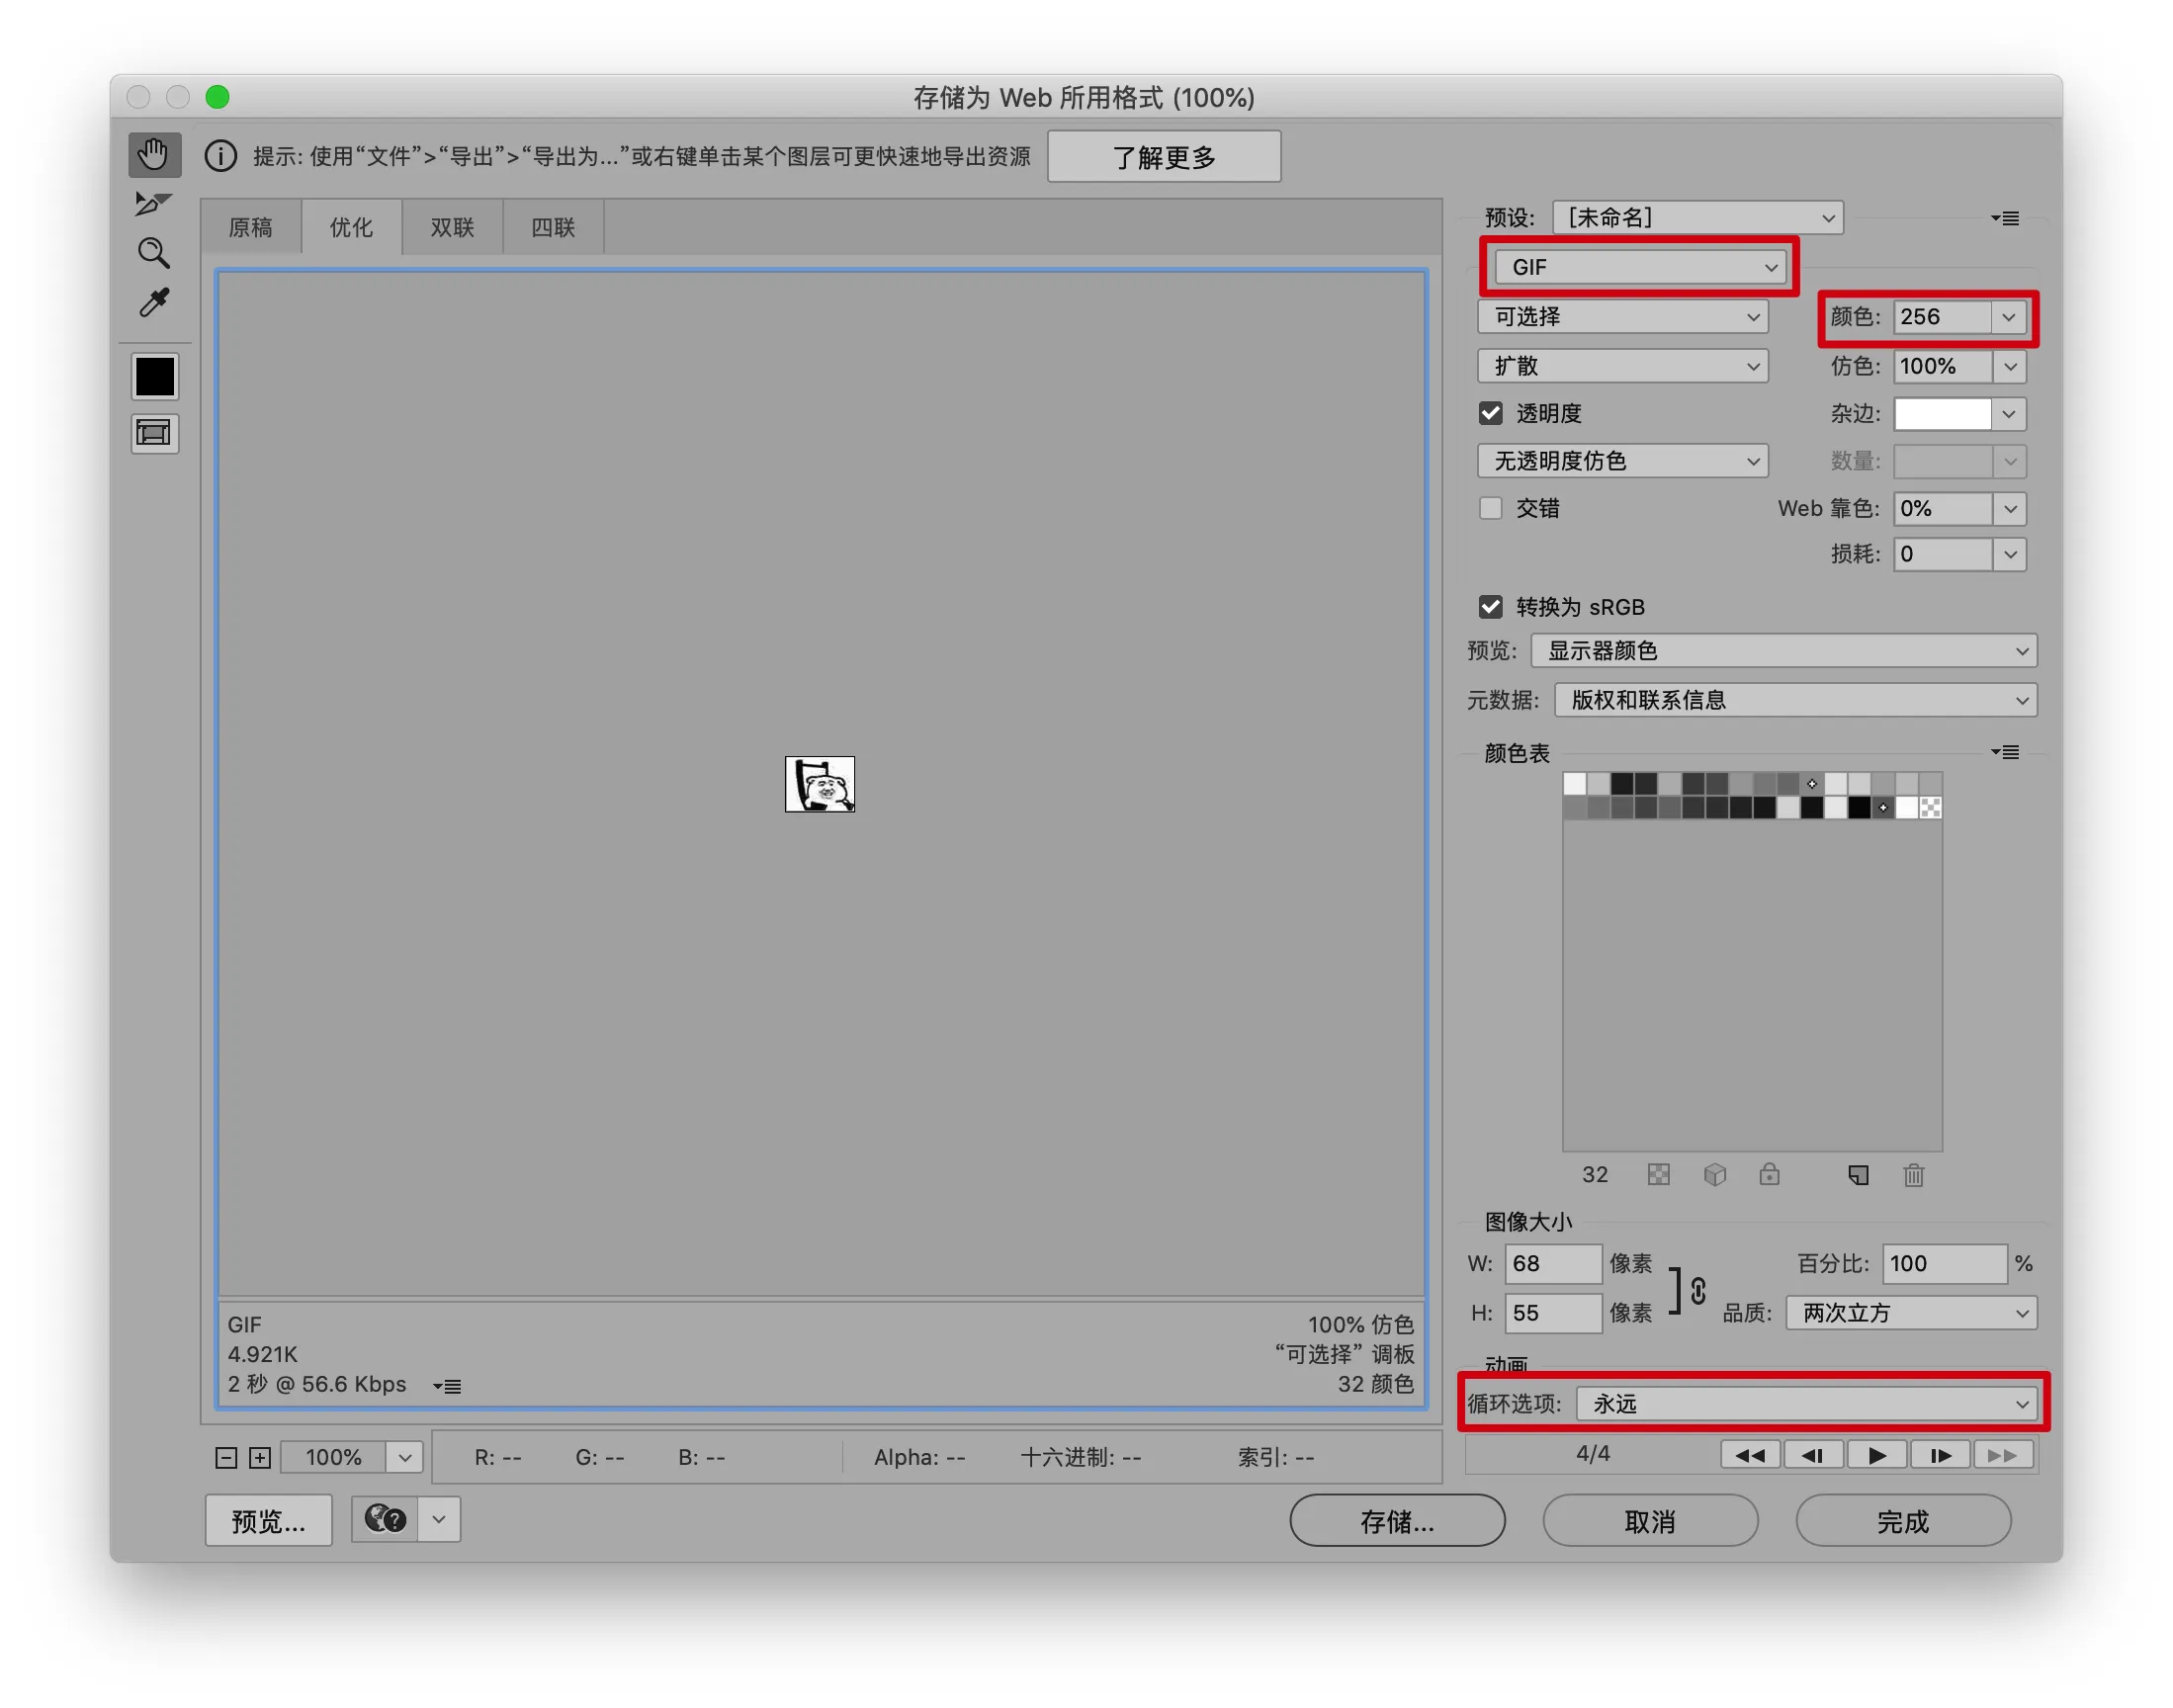 存储为 Web 所用格式 (100%)
提示: 使用“文件”>“导出”>“导出为...”或右键单击某个图层可更快速地导出资源
了解更多
原稿
优化
双联
四联
预设: [未命名]
GIF
可选择
颜色: 256
扩散
仿色: 100%
透明度
杂边:
无透明度仿色
数量:
交错
Web 靠色: 0%
损耗: 0
转换为 sRGB
预览: 显示器颜色
元数据: 版权和联系信息
颜色表
32
图像大小
W: 68 像素
百分比: 100 %
H: 55 像素
品质: 两次立方
动画
循环选项: 永远
4/4
GIF
4.921K
2 秒 @ 56.6 Kbps
100% 仿色
“可选择” 调板
32 颜色
100%
R: --
G: --
B: --
Alpha: --
十六进制: --
索引: --
预览...
存储...
取消
完成